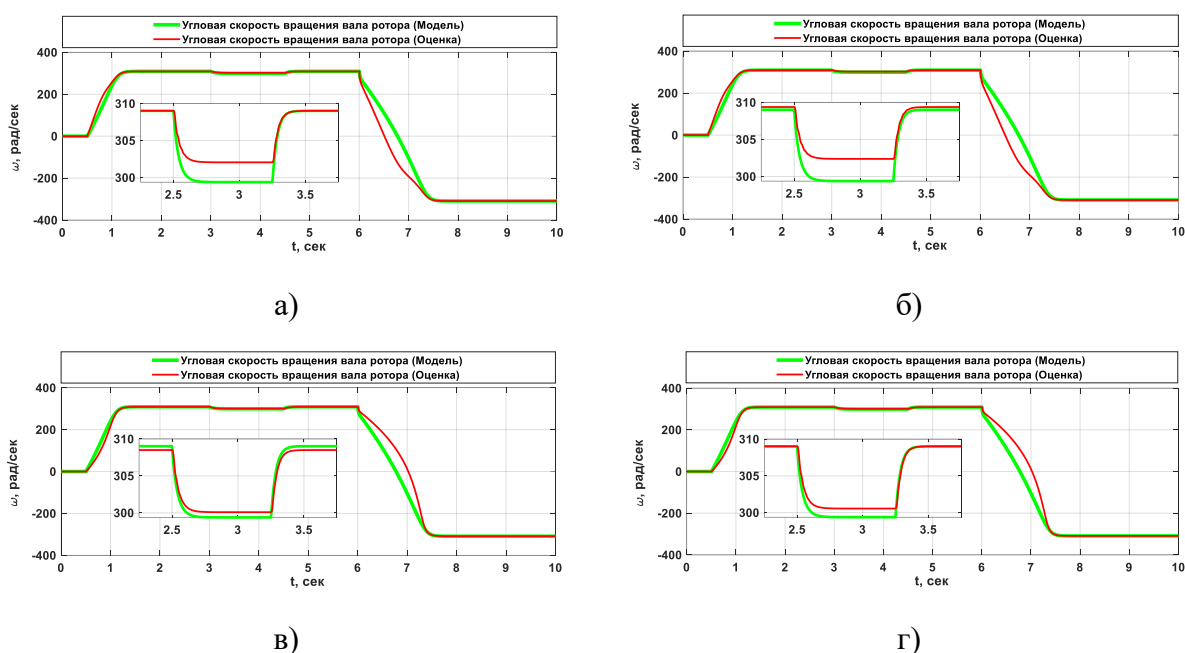 Угловая скорость вращения вала ротора (Модель)
Угловая скорость вращения вала ротора (Оценка)
400
200
0
-200
-400
ω, рад/сек
310
305
300
2.5 3 3.5
0 1 2 3 4 5 6 7 8 9 10
t, сек
а)
Угловая скорость вращения вала ротора (Модель)
Угловая скорость вращения вала ротора (Оценка)
400
200
0
-200
-400
ω, рад/сек
310
305
300
2.5 3 3.5
0 1 2 3 4 5 6 7 8 9 10
t, сек
б)
Угловая скорость вращения вала ротора (Модель)
Угловая скорость вращения вала ротора (Оценка)
400
200
0
-200
-400
ω, рад/сек
310
305
300
2.5 3 3.5
0 1 2 3 4 5 6 7 8 9 10
t, сек
в)
Угловая скорость вращения вала ротора (Модель)
Угловая скорость вращения вала ротора (Оценка)
400
200
0
-200
-400
ω, рад/сек
310
305
300
2.5 3 3.5
0 1 2 3 4 5 6 7 8 9 10
t, сек
г)